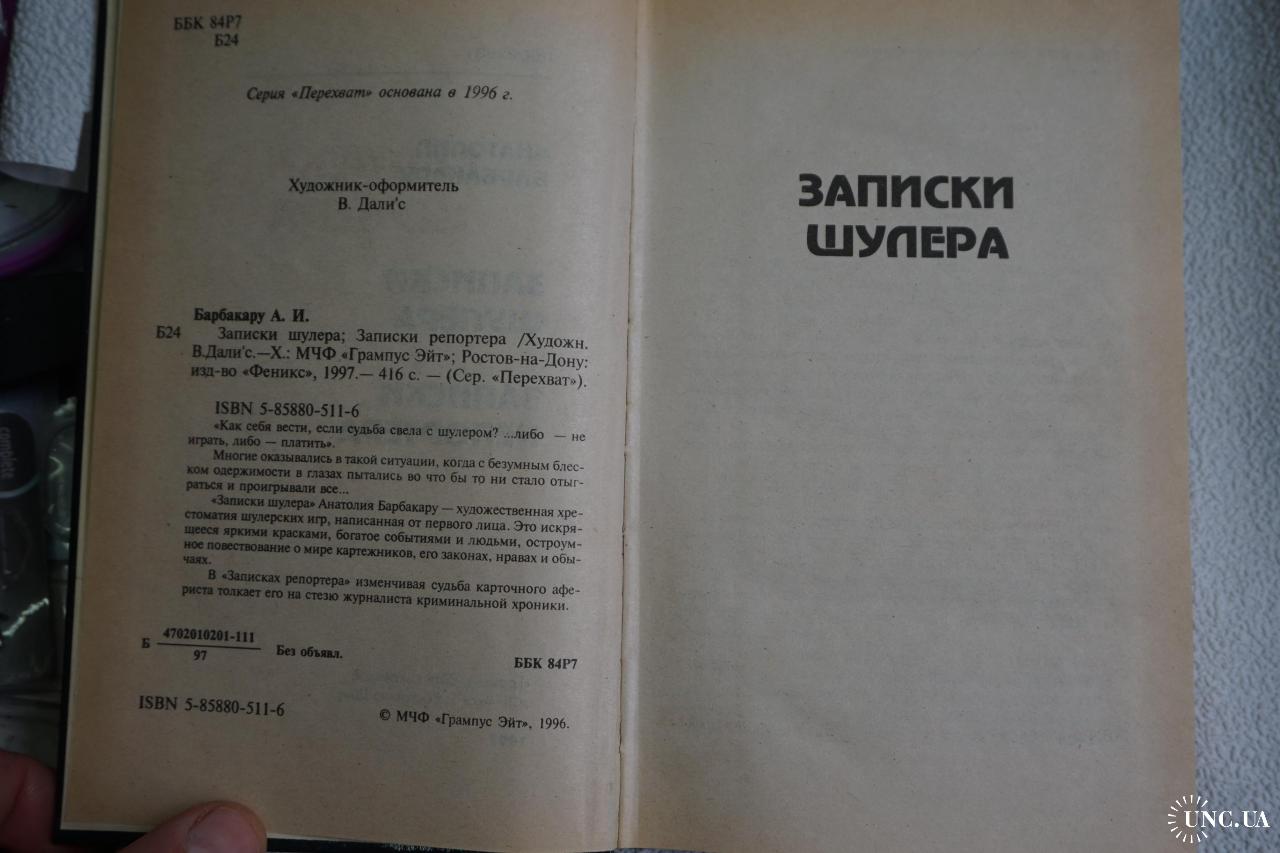 ББК 84Р7
Б24
Серия «Перехват» основана в 1996 г.
Художник-оформитель
В. Дали'с
Барбакару А. И.
Б24 Записки шулера; Записки репортера /Художн.
В.Дали'с.—Х.: МЧФ «Грампус Эйт»; Ростов-на-Дону:
изд-во «Феникс», 1997.— 416 с. — (Сер. «Перехват»).
ISBN 5-85880-511-6
«Как себя вести, если судьба свела с шулером? ...либо — не
играть, либо — платить».
Многие оказывались в такой ситуации, когда с безумным блес-
ком одержимости в глазах пытались во что бы то ни стало отыг-
раться и проигрывали все...
«Записки шулера» Анатолия Барбакару — художественная хре-
стоматия шулерских игр, написанная от первого лица. Это искря-
щееся яркими красками, богатое событиями и людьми, остроум-
ное повествование о мире картежников, его законах, нравах и обы-
чаях.
В «Записках репортера» изменчивая судьба карточного афе-
риста толкает его на стезю журналиста криминальной хроники.
Б 4702010201-111
97
Без объявл.
ББК 84Р7
ISBN 5-85880-511-6
© МЧФ «Грампус Эйт», 1996.
ЗАПИСКИ
ШУЛЕРА
UNC.UA